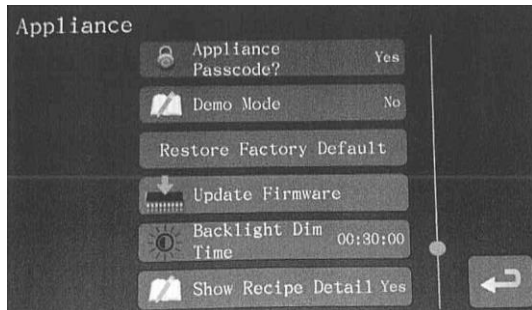 Appliance
Appliance
Passcode?
Yes
Demo Mode
No
Restore Factory Default
Update Firmware
Backlight Dim
Time
00:30:00
Show Recipe Detail Yes